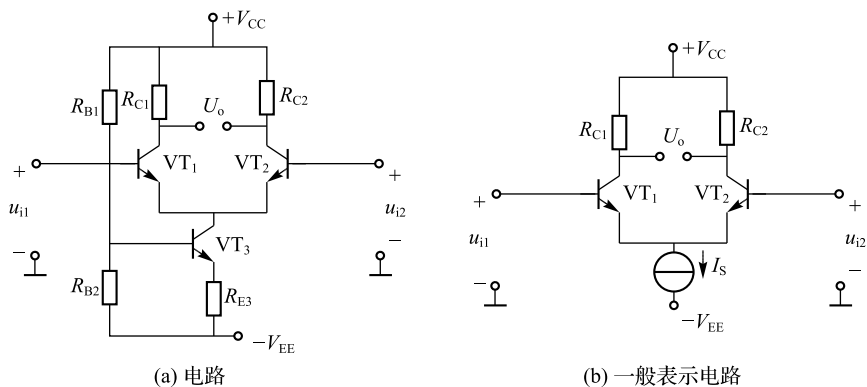 +V_CC
R_B1
R_C1
U_o
R_C2
+
VT_1
VT_2
+
u_i1
u_i2
−
VT_3
−
R_B2
R_E3
−V_EE
(a) 电路
+V_CC
R_C1
U_o
R_C2
+
VT_1
VT_2
+
u_i1
u_i2
I_S
−
−
−V_EE
(b) 一般表示电路